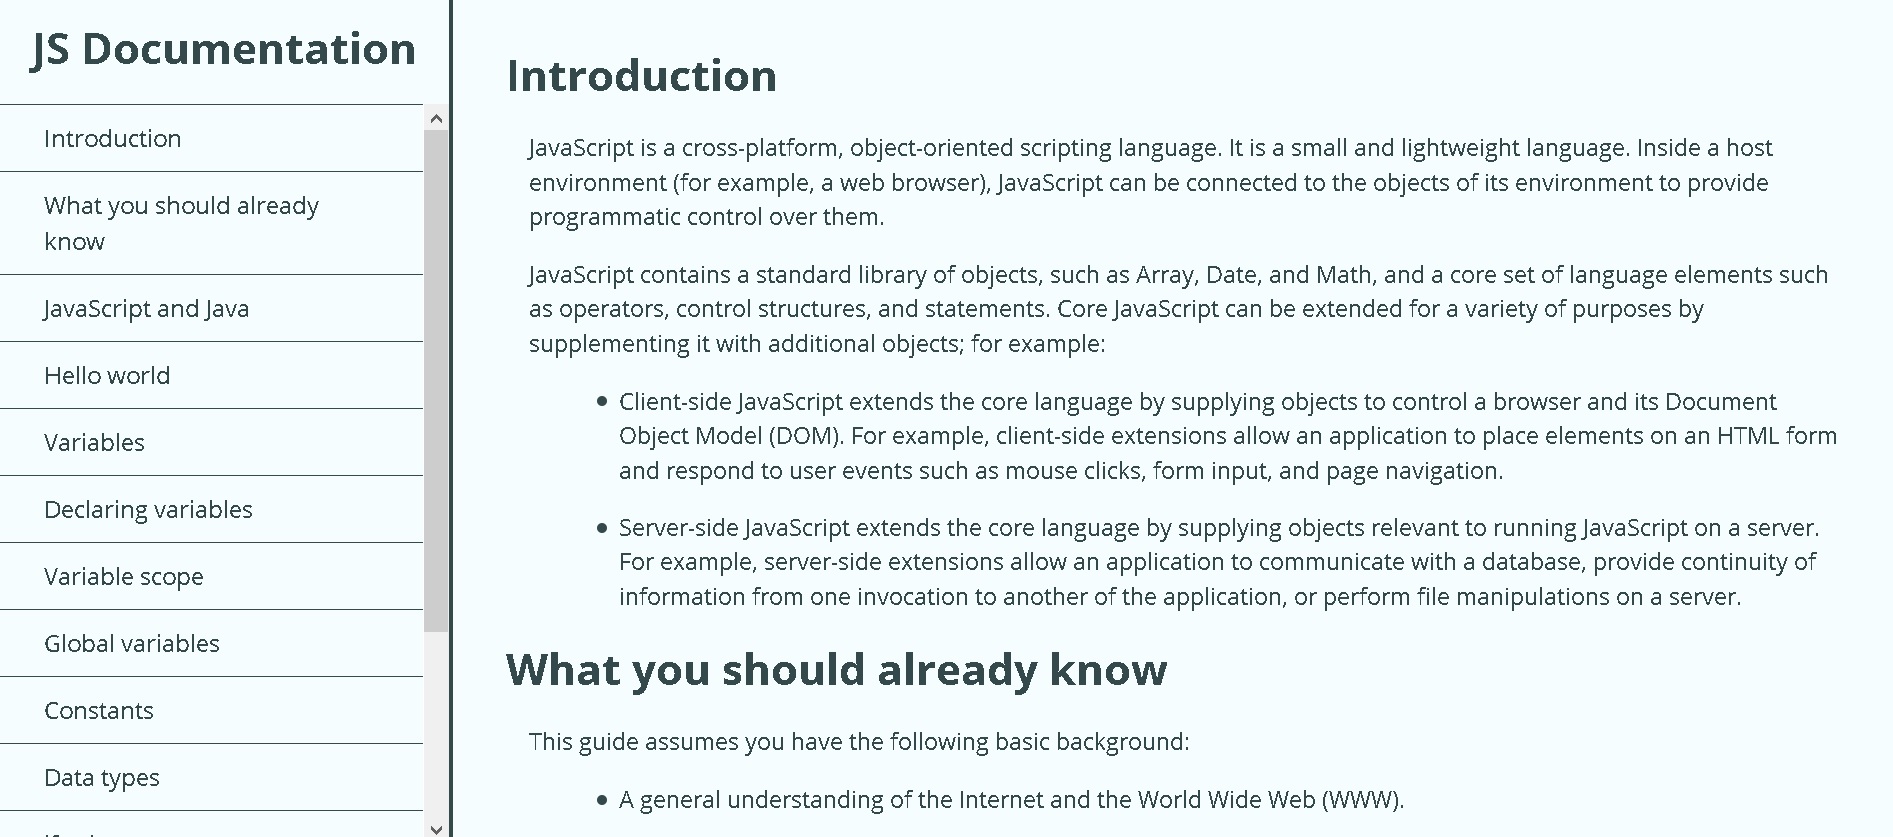 JS Documentation
Introduction
What you should already
know
JavaScript and Java
Hello world
Variables
Declaring variables
Variable scope
Global variables
Constants
Data types
Introduction
JavaScript is a cross-platform, object-oriented scripting language. It is a small and lightweight language. Inside a host
environment (for example, a web browser), JavaScript can be connected to the objects of its environment to provide
programmatic control over them.
JavaScript contains a standard library of objects, such as Array, Date, and Math, and a core set of language elements such
as operators, control structures, and statements. Core JavaScript can be extended for a variety of purposes by
supplementing it with additional objects; for example:
• Client-side JavaScript extends the core language by supplying objects to control a browser and its Document
Object Model (DOM). For example, client-side extensions allow an application to place elements on an HTML form
and respond to user events such as mouse clicks, form input, and page navigation.
• Server-side JavaScript extends the core language by supplying objects relevant to running JavaScript on a server.
For example, server-side extensions allow an application to communicate with a database, provide continuity of
information from one invocation to another of the application, or perform file manipulations on a server.
What you should already know
This guide assumes you have the following basic background:
• A general understanding of the Internet and the World Wide Web (WWW).